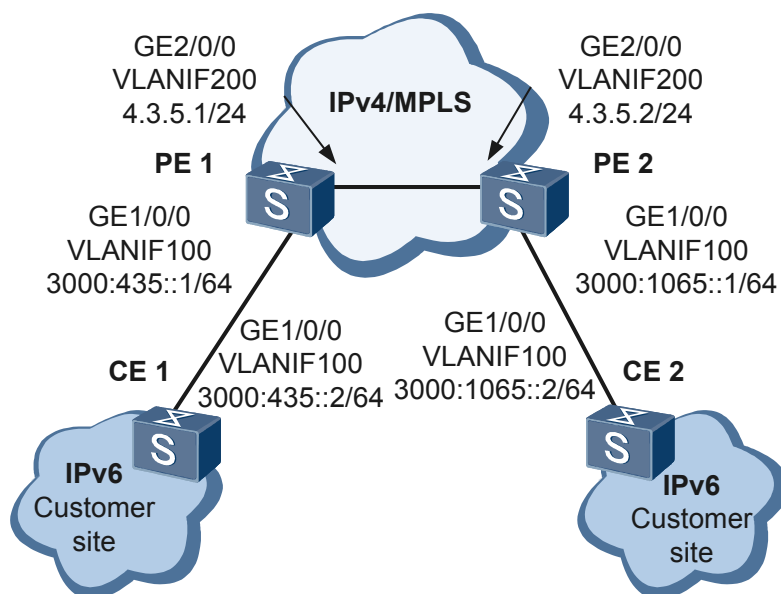 GE2/0/0
VLANIF200
4.3.5.1/24
GE2/0/0
VLANIF200
4.3.5.2/24
IPv4/MPLS
PE 1
PE 2
S
S
GE1/0/0
VLANIF100
3000:435::1/64
GE1/0/0
VLANIF100
3000:1065::1/64
GE1/0/0
VLANIF100
3000:435::2/64
GE1/0/0
VLANIF100
3000:1065::2/64
CE 1
CE 2
S
S
IPv6
Customer
site
IPv6
Customer
site